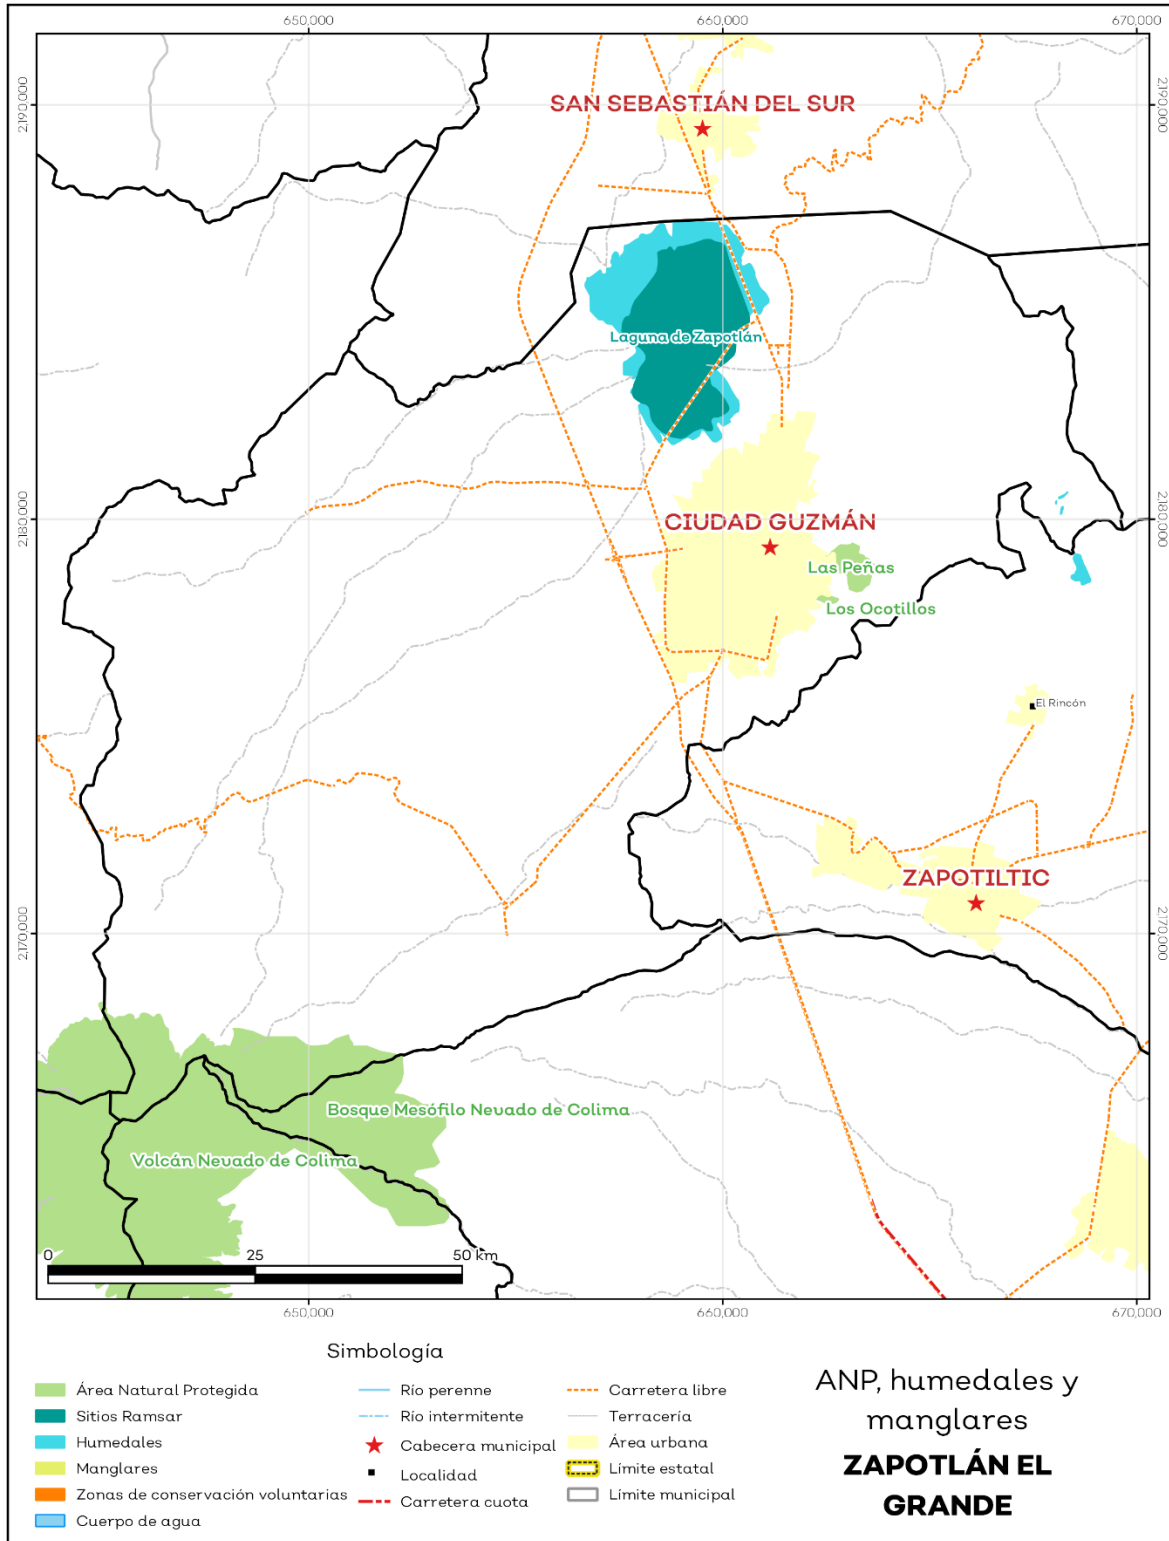 650,000
660,000
670,000
2190,000
2190,000
SAN SEBASTIÁN DEL SUR
Laguna de Zapotlán
2180,000
2180,000
CIUDAD GUZMÁN
Las Peñas
Los Ocotillos
El Rincón
ZAPOTILTIC
2170,000
2170,000
Bosque Mesófilo Nevado de Colima
Volcán Nevado de Colima
0
25
50 km
650,000
660,000
670,000
Simbología
Área Natural Protegida
Sitios Ramsar
Humedales
Manglares
Zonas de conservación voluntarias
Cuerpo de agua
Río perenne
Río intermitente
Cabecera municipal
Localidad
Carretera cuota
Carretera libre
Terracería
Área urbana
Límite estatal
Límite municipal
ANP, humedales y
manglares
ZAPOTLÁN EL
GRANDE